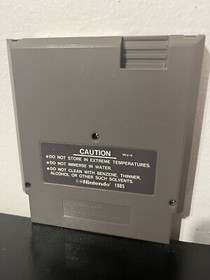 CAUTION
REV-A
●DO NOT STORE IN EXTREME TEMPERATURES.
●DO NOT IMMERSE IN WATER.
●DO NOT CLEAN WITH BENZENE, THINNER,
ALCOHOL OR OTHER SUCH SOLVENTS.
©Nintendo 1985